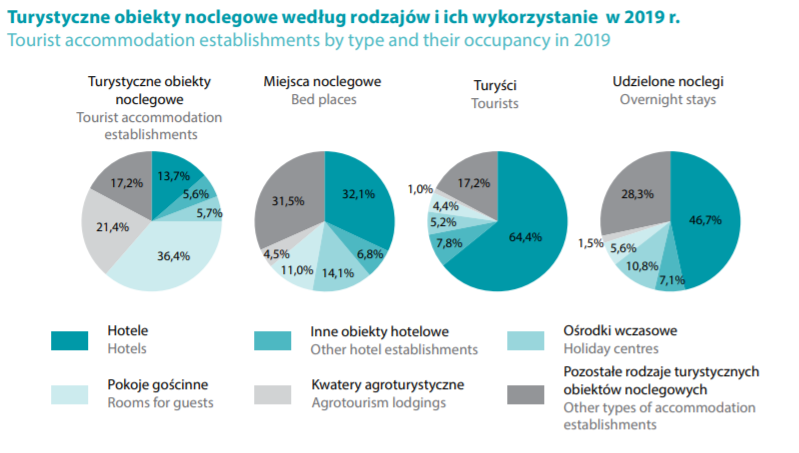 Turystyczne obiekty noclegowe według rodzajów i ich wykorzystanie w 2019 r.
Tourist accommodation establishments by type and their occupancy in 2019
Turystyczne obiekty
noclegowe
Tourist accommodation
establishments
Miejsca noclegowe
Bed places
Turyści
Tourists
Udzielone noclegi
Overnight stays
13,7%
5,6%
5,7%
36,4%
21,4%
17,2%
32,1%
6,8%
14,1%
11,0%
4,5%
31,5%
64,4%
7,8%
5,2%
4,4%
1,0%
17,2%
46,7%
7,1%
10,8%
5,6%
1,5%
28,3%
Hotele
Hotels
Inne obiekty hotelowe
Other hotel establishments
Ośrodki wczasowe
Holiday centres
Pokoje gościnne
Rooms for guests
Kwatery agroturystyczne
Agrotourism lodgings
Pozostałe rodzaje turystycznych
obiektów noclegowych
Other types of accommodation
establishments